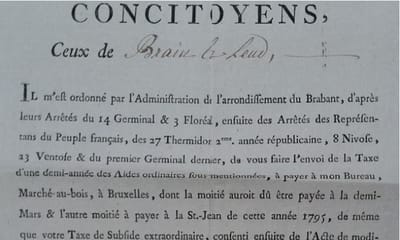 CONCITOYENS,
Ceux de Brain le Leud,
IL m'est ordonné par l'Administration de l'arrondissement du Brabant, d'après
leurs Arrêtés du 14 Germinal & 3 Floréal, ensuite des Arrêtés des Représen-
tans du Peuple français, des 27 Thermidor 2me. année républicaine, 8 Nivose,
23 Ventose & du premier Germinal dernier, de vous faire l'envoi de la Taxe
d'une demi-année des Aides ordinaires sous-mentionnées, à payer à mon Bureau,
Marché-au-bois, à Bruxelles, dont la moitié auroit dû être payée à la demi-
Mars & l'autre moitié à payer à la St.-Jean de cette année 1795, de même
que votre Taxe de Subside extraordinaire, consenti ensuite de l'Acte de modi-